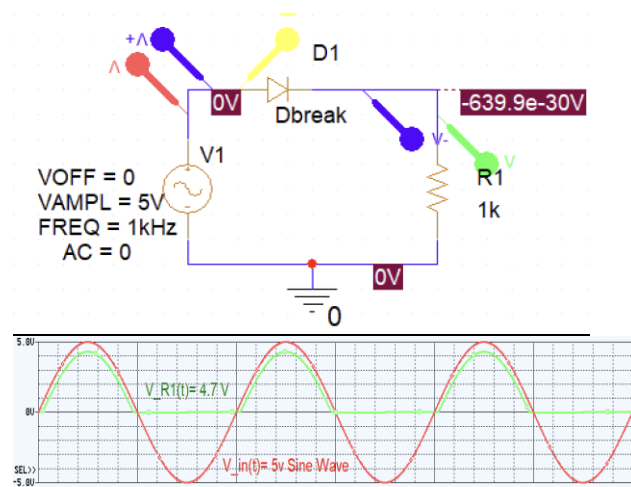 +V
V
D1
0V
Dbreak
-639.9e-30V
V-
V
V1
R1
1k
VOFF = 0
VAMPL = 5V
FREQ = 1kHz
AC = 0
0V
0
5.0V
V_R1(t)= 4.7 V
0V
V_in(t)= 5v Sine Wave
SEL>>
-5.0V